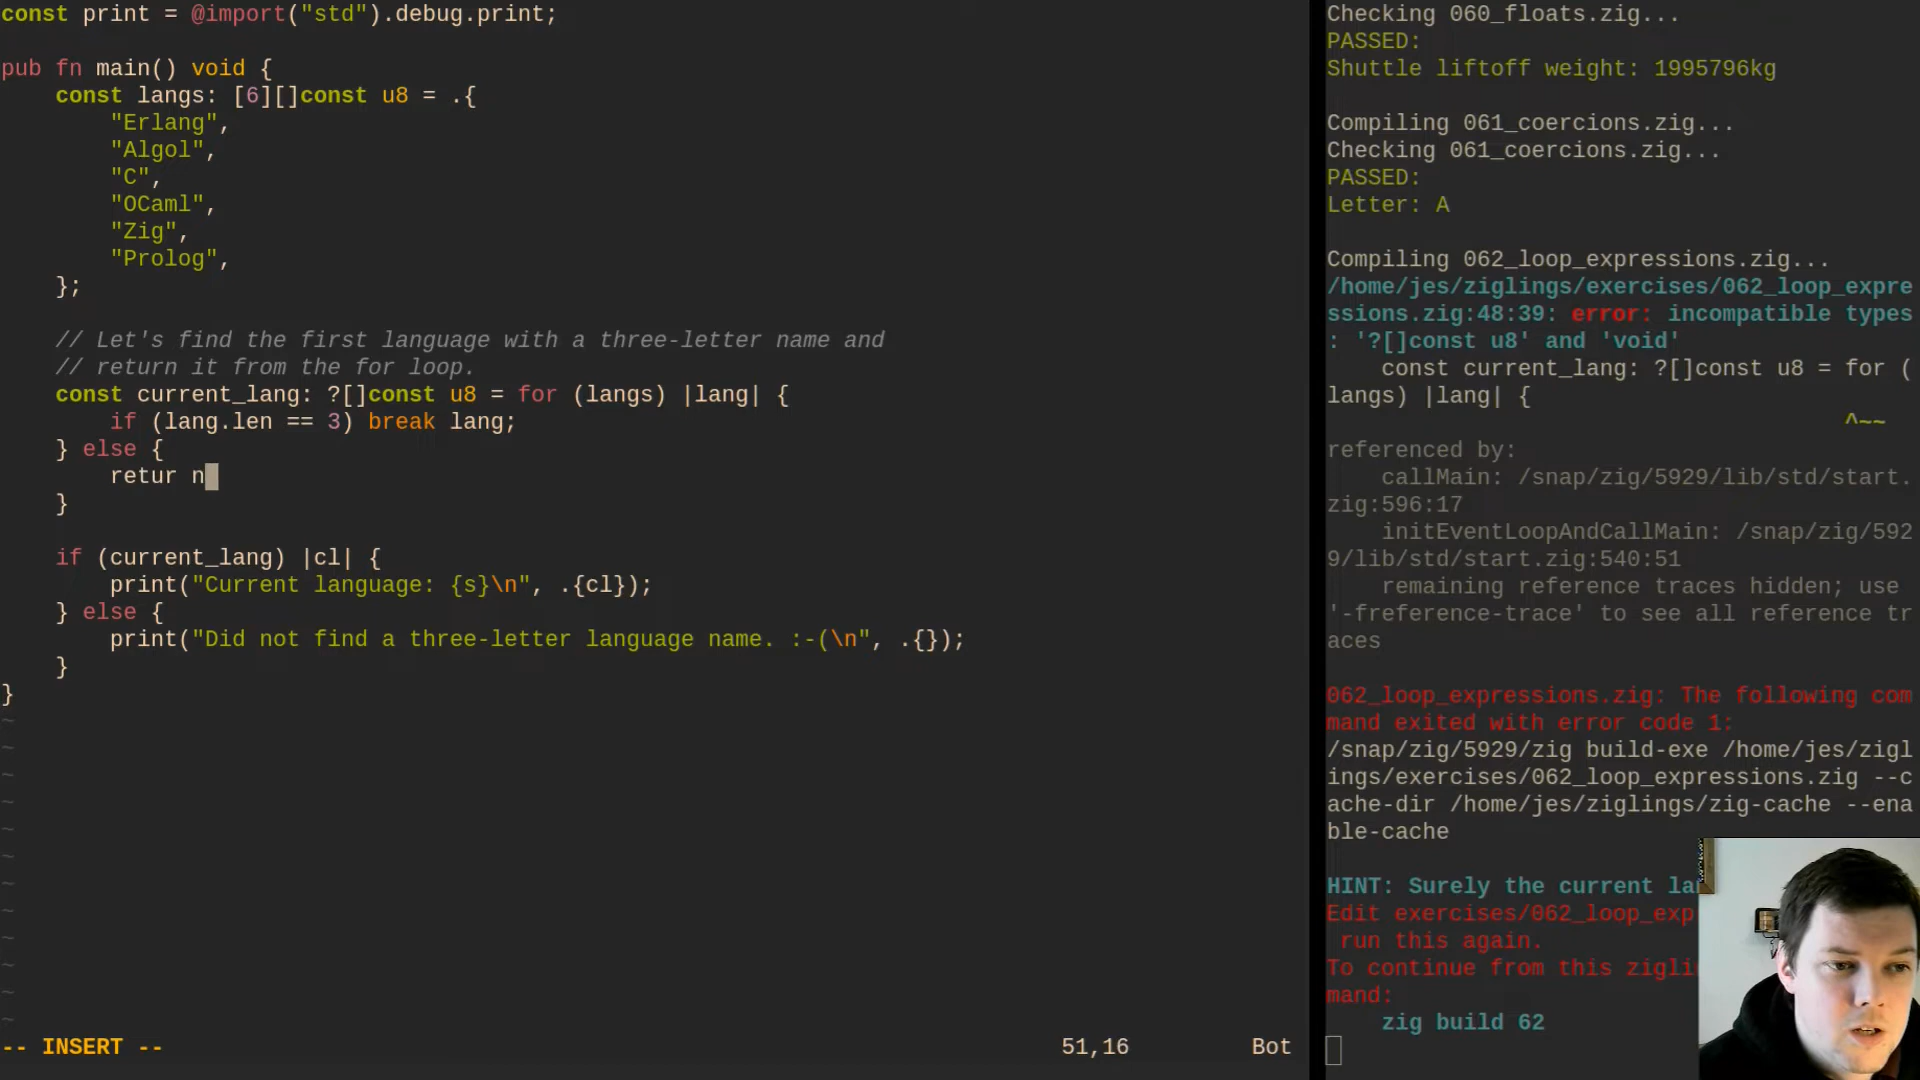 const print = @import("std").debug.print;
pub fn main() void {
const langs: [6][]const u8 = .{
"Erlang",
"Algol",
"C",
"OCaml",
"Zig",
"Prolog",
};
// Let's find the first language with a three-letter name and
// return it from the for loop.
const current_lang: ?[]const u8 = for (langs) |lang| {
if (lang.len == 3) break lang;
} else {
retur n
}
if (current_lang) |cl| {
print("Current language: {s}\n", .{cl});
} else {
print("Did not find a three-letter language name. :-(\n", .{});
}
}
~
~
~
~
~
~
~
~
~
~
~
~
-- INSERT --
51,16
Bot
Checking 060_floats.zig...
PASSED:
Shuttle liftoff weight: 1995796kg
Compiling 061_coercions.zig...
Checking 061_coercions.zig...
PASSED:
Letter: A
Compiling 062_loop_expressions.zig...
/home/jes/ziglings/exercises/062_loop_expre
ssions.zig:48:39: error: incompatible types
: '?[]const u8' and 'void'
const current_lang: ?[]const u8 = for (
langs) |lang| {
^~~
referenced by:
callMain: /snap/zig/5929/lib/std/start.
zig:596:17
initEventLoopAndCallMain: /snap/zig/592
9/lib/std/start.zig:540:51
remaining reference traces hidden; use
'-freference-trace' to see all reference tr
aces
062_loop_expressions.zig: The following com
mand exited with error code 1:
/snap/zig/5929/zig build-exe /home/jes/zigl
ings/exercises/062_loop_expressions.zig --c
ache-dir /home/jes/ziglings/zig-cache --ena
ble-cache
HINT: Surely the current la
Edit exercises/062_loop_exp
run this again.
To continue from this zigli
mand:
zig build 62